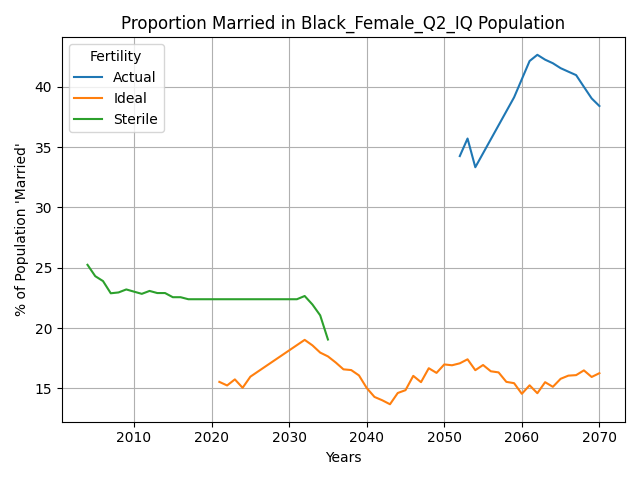 Proportion Married in Black_Female_Q2_IQ Population
Fertility
Actual
Ideal
Sterile
% of Population 'Married'
40
35
30
25
20
15
2010
2020
2030
2040
2050
2060
2070
Years